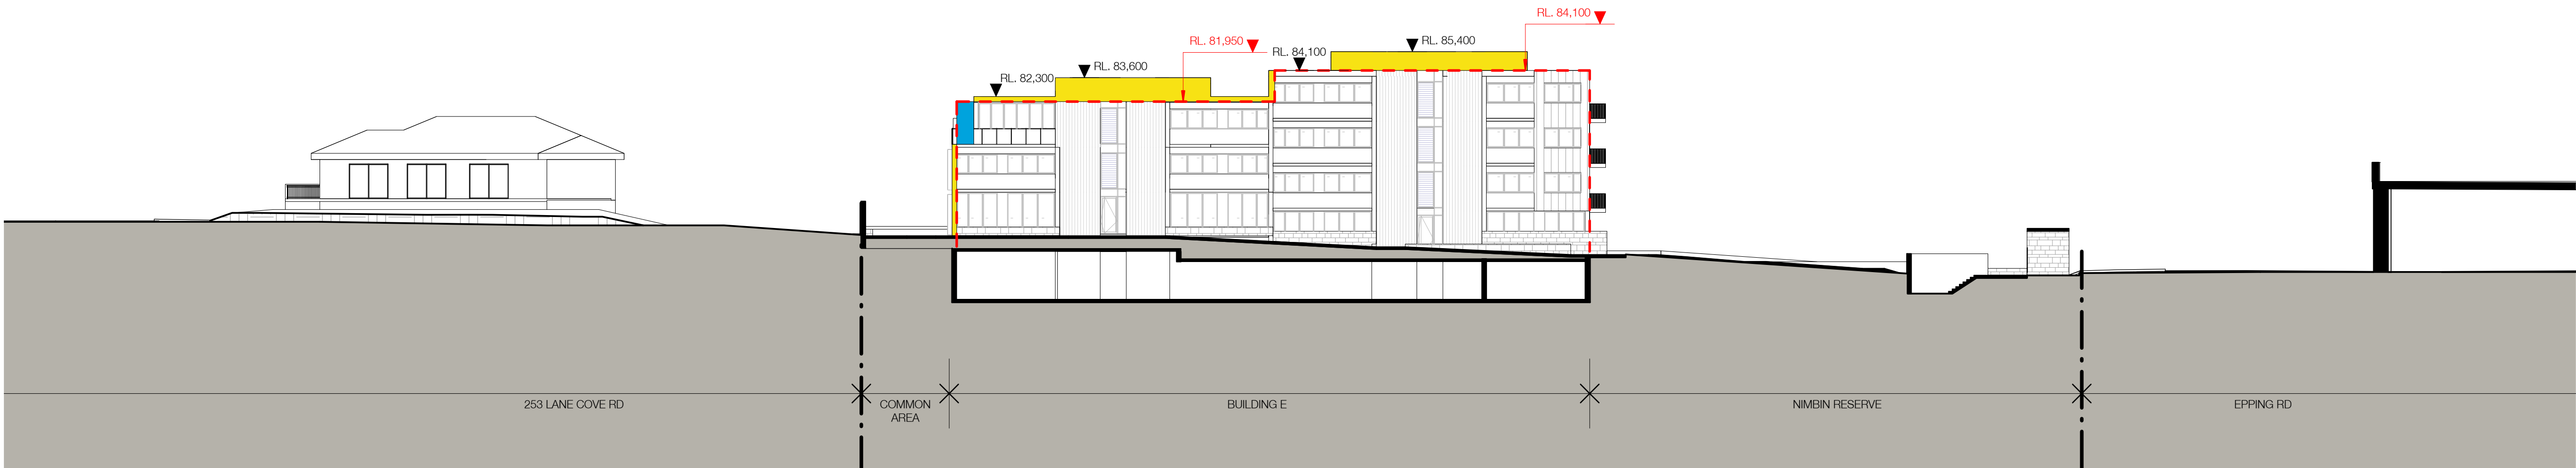 RL. 84,100
RL. 81,950
RL. 85,400
RL. 84,100
RL. 83,600
RL. 82,300
253 LANE COVE RD
COMMON
AREA
BUILDING E
NIMBIN RESERVE
EPPING RD